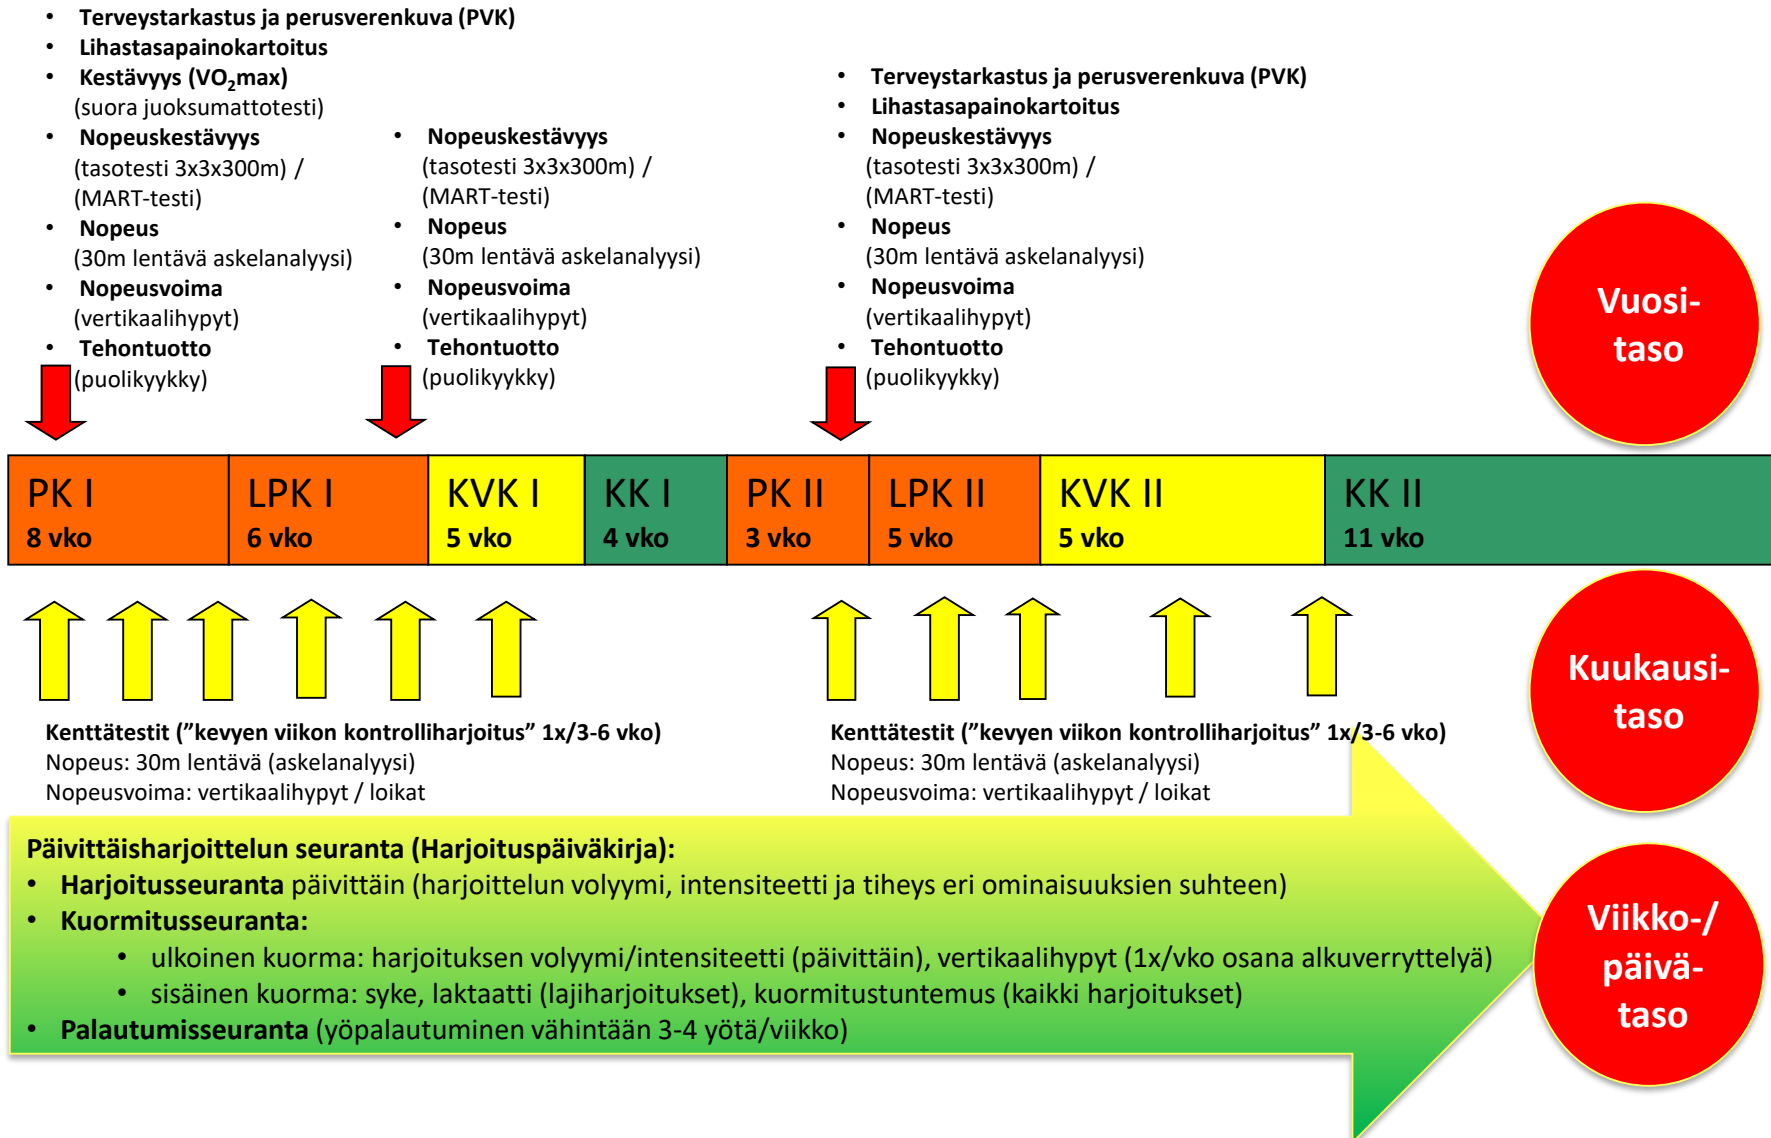 • Terveystarkastus ja perusverenkuva (PVK)
• Lihastasapainokartoitus
• Kestävyys (VO₂max)
(suora juoksumattotesti)
• Nopeuskestävyys
(tasotesti 3x3x300m) /
(MART-testi)
• Nopeus
(30m lentävä askelanalyysi)
• Nopeusvoima
(vertikaalihypyt)
• Tehontuotto
(puolikyykky)
• Nopeuskestävyys
(tasotesti 3x3x300m) /
(MART-testi)
• Nopeus
(30m lentävä askelanalyysi)
• Nopeusvoima
(vertikaalihypyt)
• Tehontuotto
(puolikyykky)
• Terveystarkastus ja perusverenkuva (PVK)
• Lihastasapainokartoitus
• Nopeuskestävyys
(tasotesti 3x3x300m) /
(MART-testi)
• Nopeus
(30m lentävä askelanalyysi)
• Nopeusvoima
(vertikaalihypyt)
• Tehontuotto
(puolikyykky)
Vuosi-
taso
PK I
8 vko
LPK I
6 vko
KVK I
5 vko
KK I
4 vko
PK II
3 vko
LPK II
5 vko
KVK II
5 vko
KK II
11 vko
Kenttätestit (”kevyen viikon kontrolliharjoitus” 1x/3-6 vko)
Nopeus: 30m lentävä (askelanalyysi)
Nopeusvoima: vertikaalihypyt / loikat
Kenttätestit (”kevyen viikon kontrolliharjoitus” 1x/3-6 vko)
Nopeus: 30m lentävä (askelanalyysi)
Nopeusvoima: vertikaalihypyt / loikat
Kuukausi-
taso
Päivittäisharjoittelun seuranta (Harjoituspäiväkirja):
• Harjoitusseuranta päivittäin (harjoittelun volyymi, intensiteetti ja tiheys eri ominaisuuksien suhteen)
• Kuormitusseuranta:
• ulkoinen kuorma: harjoituksen volyymi/intensiteetti (päivittäin), vertikaalihypyt (1x/vko osana alkuverryttelyä)
• sisäinen kuorma: syke, laktaatti (lajiharjoitukset), kuormitustuntemus (kaikki harjoitukset)
• Palautumisseuranta (yöpalautuminen vähintään 3-4 yötä/viikko)
Viikko-/
päivä-
taso